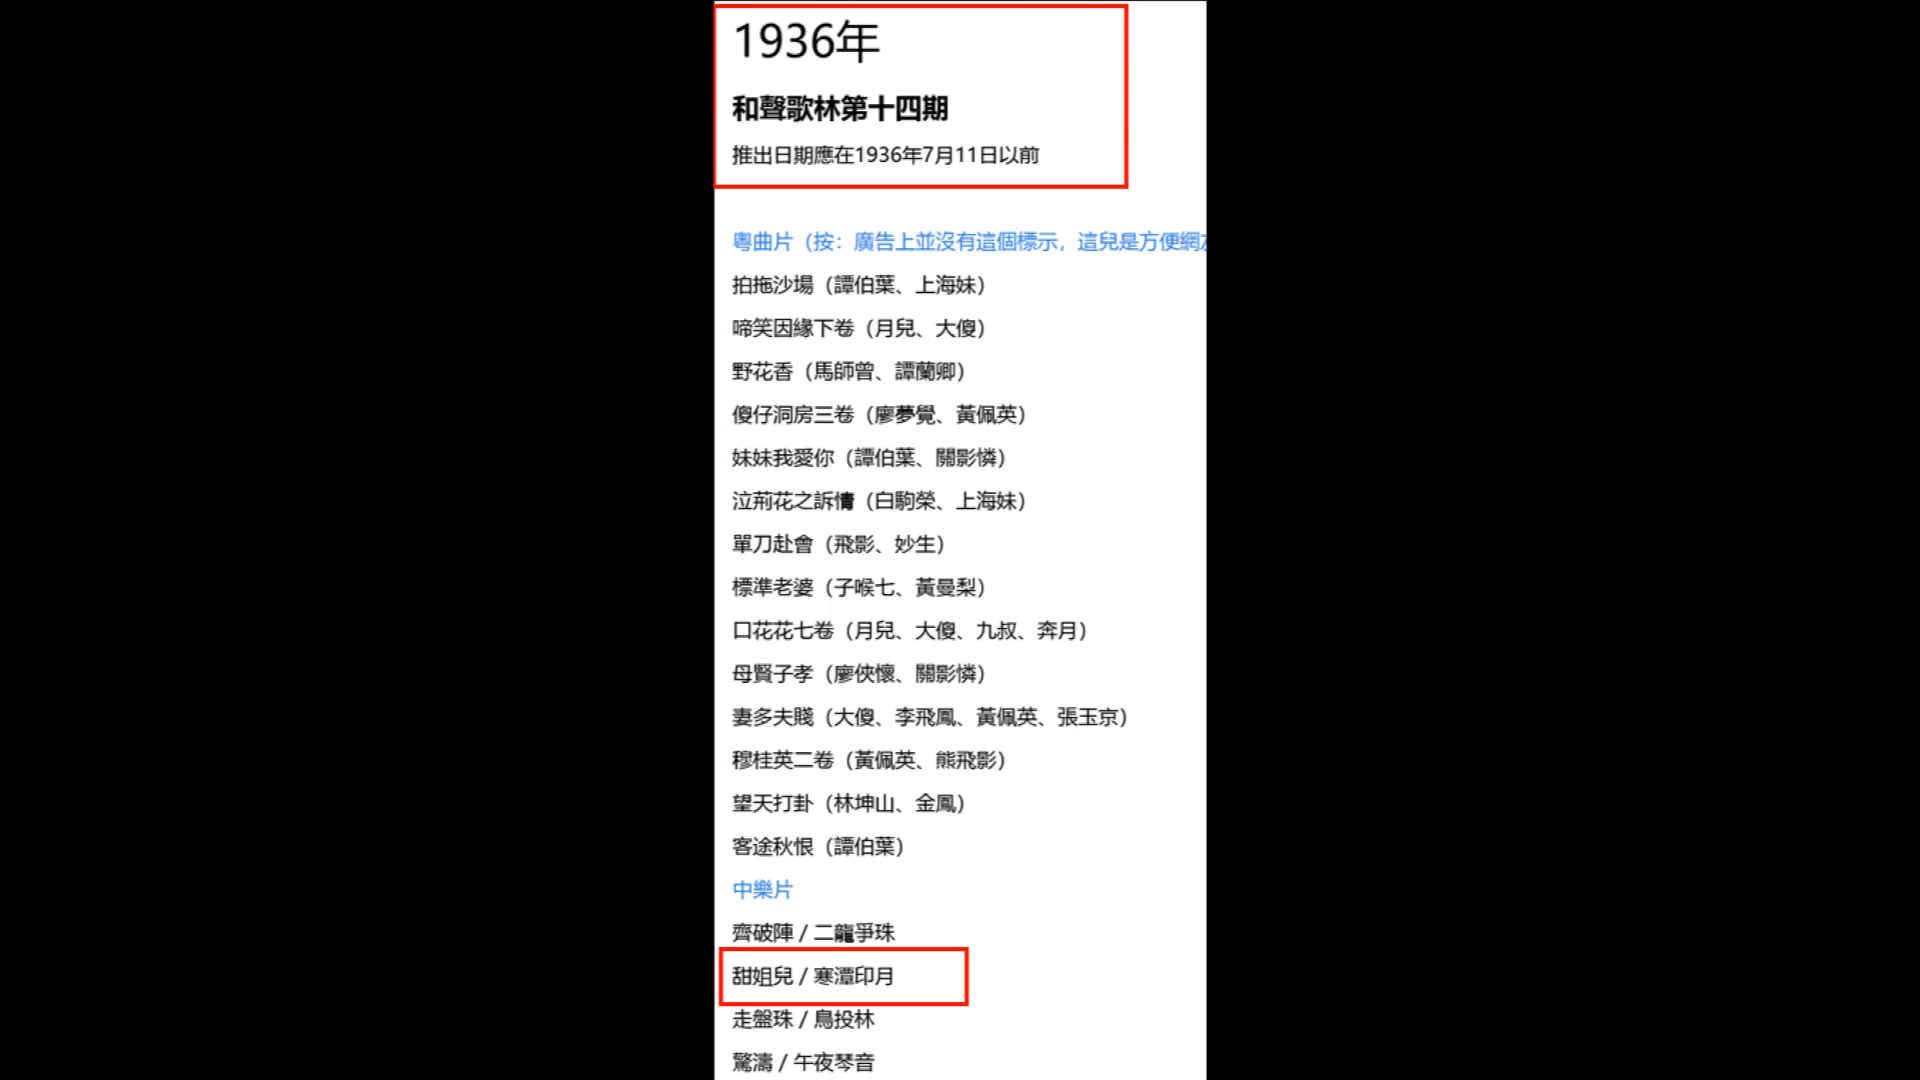 1936年
和聲歌林第十四期
推出日期應在1936年7月11日以前
粵曲片（按：廣告上並沒有這個標示，這兒是方便網
拍拖沙場（譚伯葉、上海妹）
啼笑因緣下卷（月兒、大傻）
野花香（馬師曾、譚蘭卿）
傻仔洞房三卷（廖夢覺、黃佩英）
妹妹我愛你（譚伯葉、關影憐）
泣荊花之訴情（白駒榮、上海妹）
單刀赴會（飛影、妙生）
標準老婆（子喉七、黃曼梨）
口花花七卷（月兒、大傻、九叔、奔月）
母賢子孝（廖俠懷、關影憐）
妻多夫賤（大傻、李飛鳳、黃佩英、張玉京）
穆桂英二卷（黃佩英、熊飛影）
望天打卦（林坤山、金鳳）
客途秋恨（譚伯葉）
中樂片
齊破陣 / 二龍爭珠
甜姐兒 / 寒潭印月
走盤珠 / 鳥投林
驚濤 / 午夜琴音